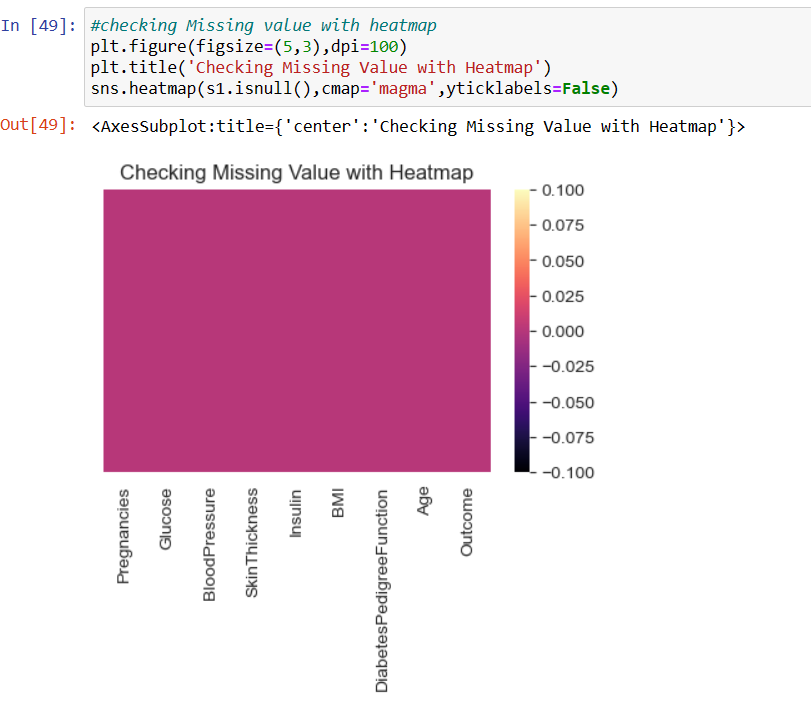 In [49]: #checking Missing value with heatmap
plt.figure(figsize=(5,3),dpi=100)
plt.title('Checking Missing Value with Heatmap')
sns.heatmap(s1.isnull(),cmap='magma',yticklabels=False)
Out[49]: <AxesSubplot:title={'center':'Checking Missing Value with Heatmap'}>
Checking Missing Value with Heatmap
0.100
0.075
0.050
0.025
0.000
−0.025
−0.050
−0.075
−0.100
Pregnancies
Glucose
BloodPressure
SkinThickness
Insulin
BMI
DiabetesPedigreeFunction
Age
Outcome